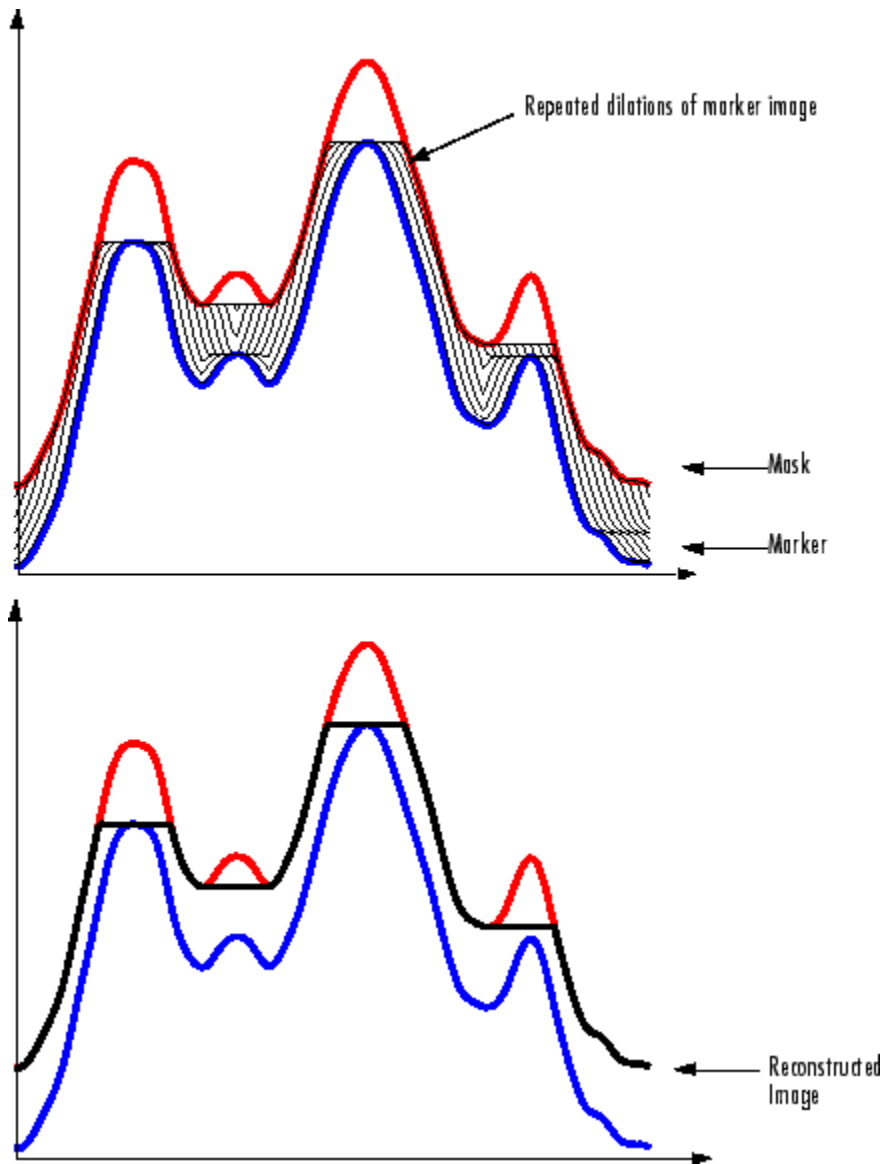 Repeated dilations of marker image
Mask
Marker
Reconstructed
Image